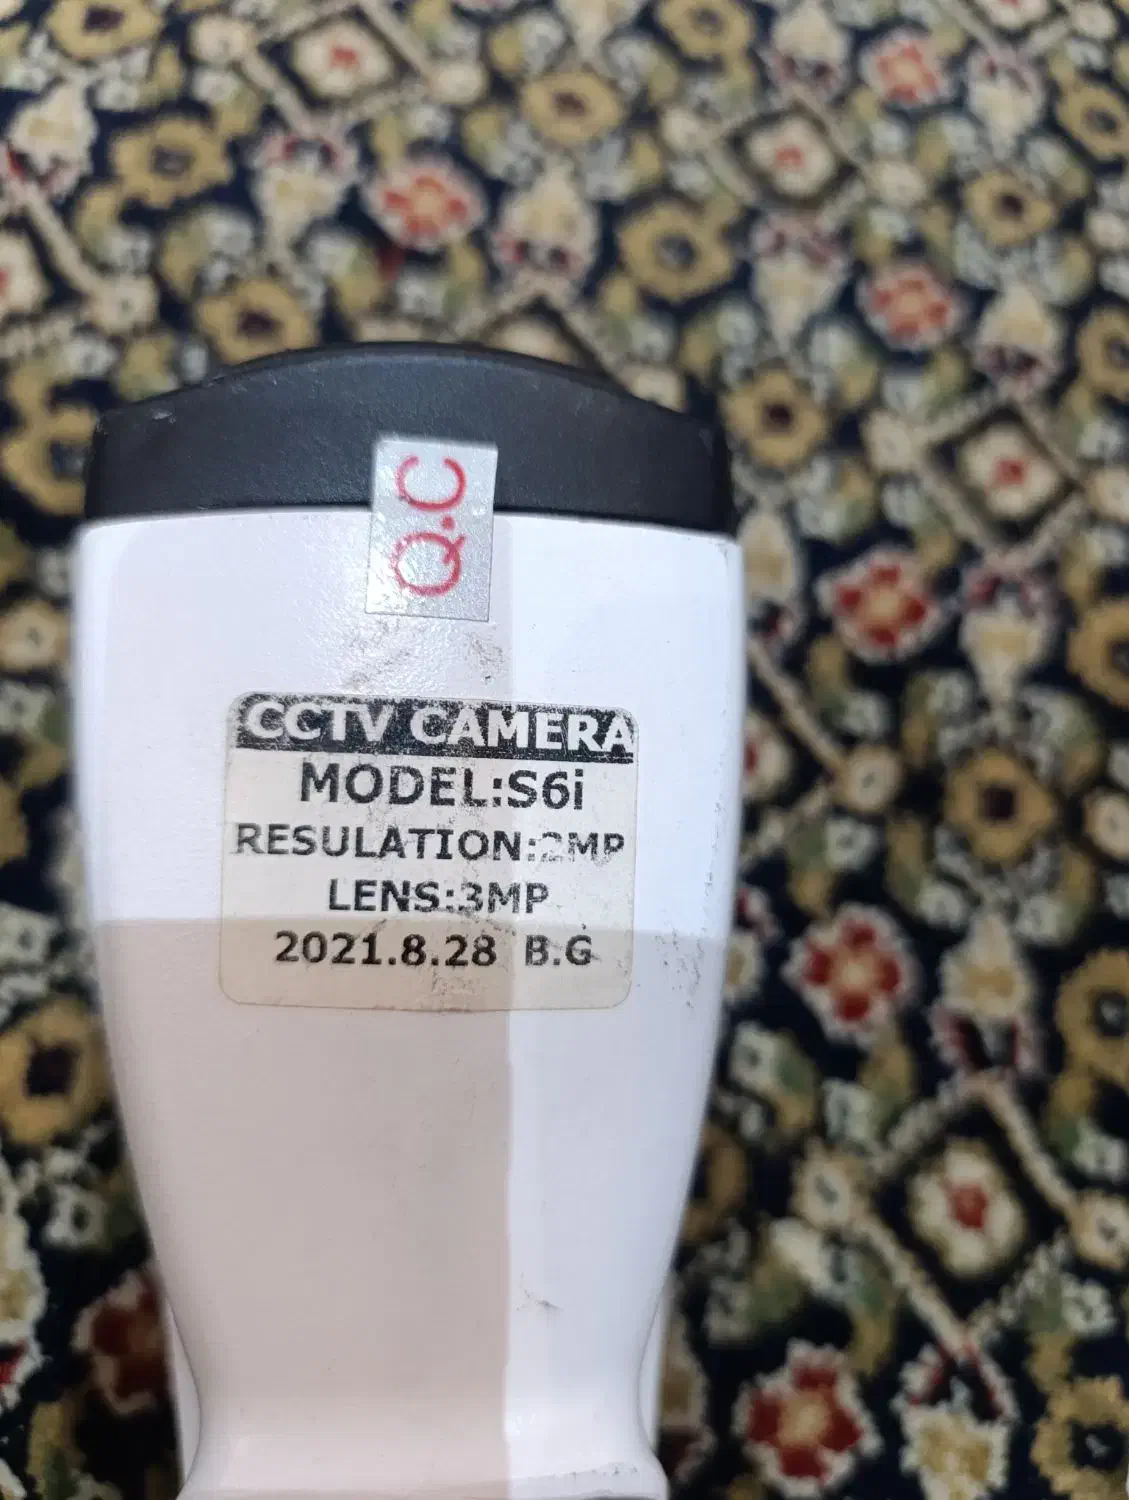 Q.C
CCTV CAMERA
MODEL:S6i
RESULATION:2MP
LENS:3MP
2021.8.28 B.G